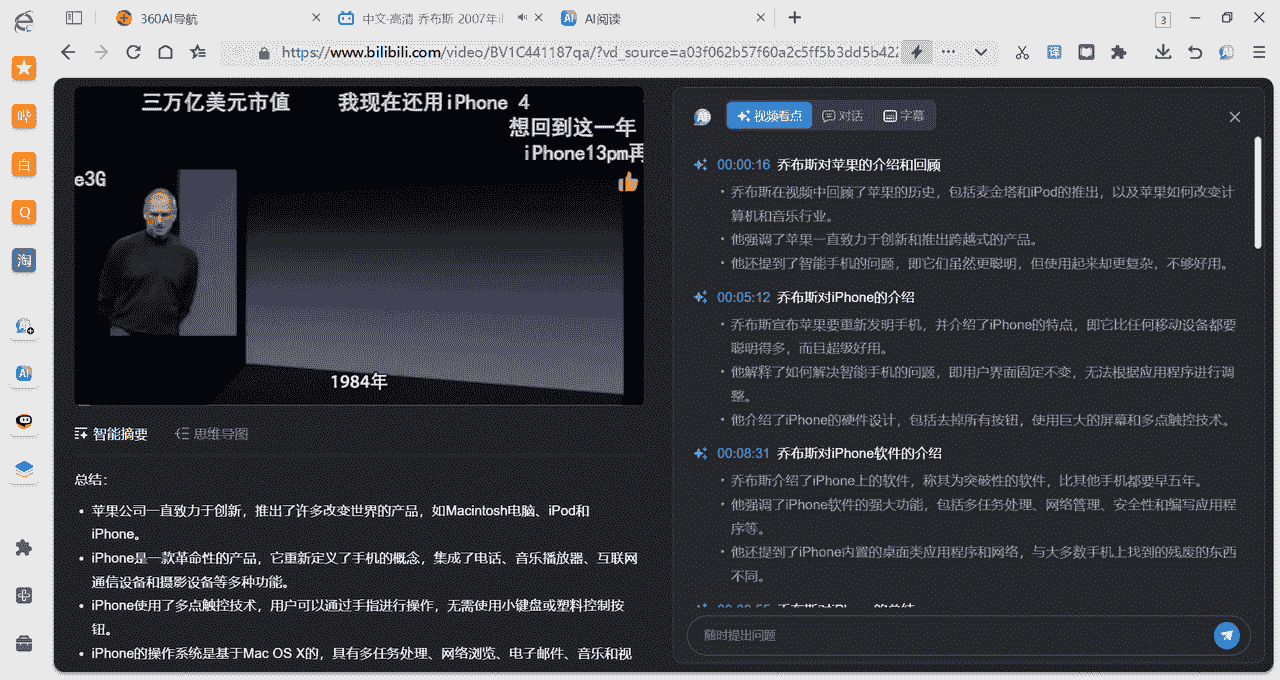 360AI导航
中文-高清 乔布斯 2007年i
AI阅读
3
https://www.bilibili.com/video/BV1C441187qa/?vd_source=a03f062b57f60a2c5ff5b3dd5b422
译
白
Q
淘
AI
三万亿美元市值
我现在还用iPhone 4
想回到这一年
iPhone13pm再
e3G
1984年
智能摘要
思维导图
总结：
• 苹果公司一直致力于创新，推出了许多改变世界的产品，如Macintosh电脑、iPod和
iPhone。
• iPhone是一款革命性的产品，它重新定义了手机的概念，集成了电话、音乐播放器、互联网
通信设备和摄影设备等多种功能。
• iPhone使用了多点触控技术，用户可以通过手指进行操作，无需使用小键盘或塑料控制按
钮。
• iPhone的操作系统是基于Mac OS X的，具有多任务处理、网络浏览、电子邮件、音乐和视
视频看点
对话
字幕
00:00:16 乔布斯对苹果的介绍和回顾
· 乔布斯在视频中回顾了苹果的历史，包括麦金塔和iPod的推出，以及苹果如何改变计
算机和音乐行业。
· 他强调了苹果一直致力于创新和推出跨越式的产品。
· 他还提到了智能手机的问题，即它们虽然更聪明，但使用起来却更复杂，不够好用。
00:05:12 乔布斯对iPhone的介绍
· 乔布斯宣布苹果要重新发明手机，并介绍了iPhone的特点，即它比任何移动设备都要
聪明得多，而且超级好用。
· 他解释了如何解决智能手机的问题，即用户界面固定不变，无法根据应用程序进行调
整。
· 他介绍了iPhone的硬件设计，包括去掉所有按钮，使用巨大的屏幕和多点触控技术。
00:08:31 乔布斯对iPhone软件的介绍
· 乔布斯介绍了iPhone上的软件，称其为突破性的软件，比其他手机都要早五年。
· 他强调了iPhone软件的强大功能，包括多任务处理、网络管理、安全性和编写应用程
序等。
· 他还提到了iPhone内置的桌面类应用程序和网络，与大多数手机上找到的残废的东西
不同。
随时提出问题